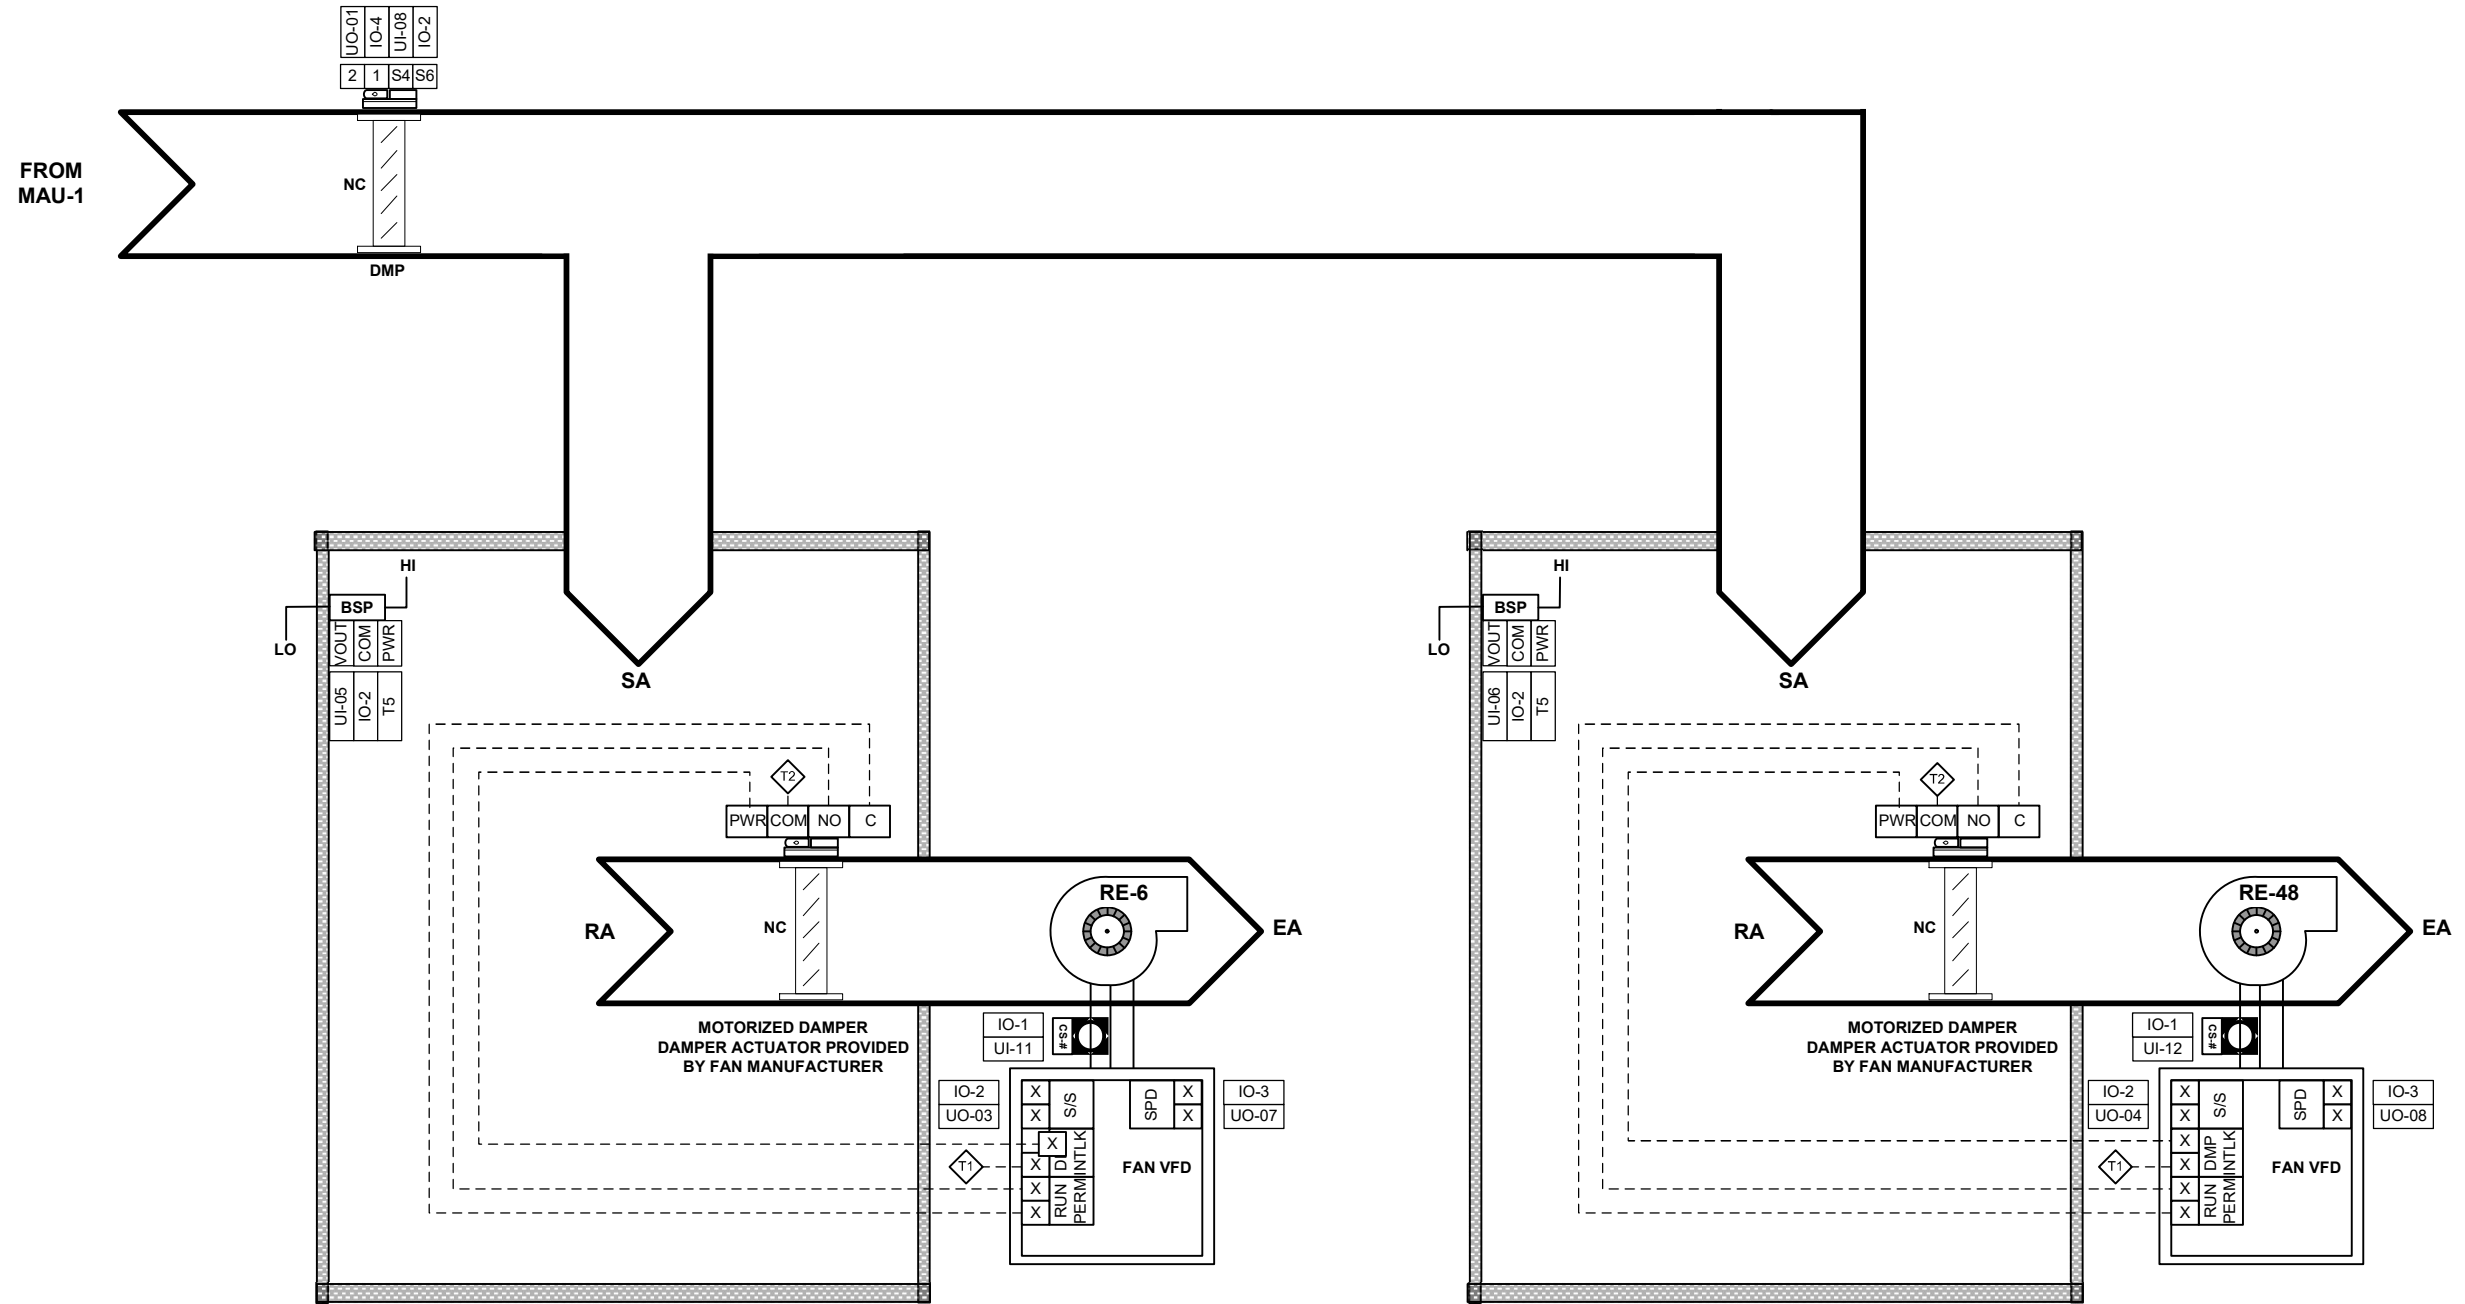 UO-01
IO-4
UI-08
IO-2
2
1
S4
S6
FROM
MAU-1
NC
DMP
HI
BSP
LO
VOUT
COM
PWR
UI-05
IO-2
T5
SA
T2
PWR
COM
NO
C
RE-6
RA
NC
EA
MOTORIZED DAMPER
DAMPER ACTUATOR PROVIDED
BY FAN MANUFACTURER
IO-1
UI-11
CS-#
IO-2
UO-03
X
X
S/S
SPD
X
X
IO-3
UO-07
X
T1
X
INTLK
FAN VFD
X
X
RUN
PERM
HI
BSP
LO
VOUT
COM
PWR
UI-06
IO-2
T5
SA
T2
PWR
COM
NO
C
RE-48
RA
NC
EA
MOTORIZED DAMPER
DAMPER ACTUATOR PROVIDED
BY FAN MANUFACTURER
IO-1
UI-12
CS-#
IO-2
UO-04
X
X
S/S
SPD
X
X
IO-3
UO-08
X
T1
X
DMP
INTLK
FAN VFD
X
X
RUN
PERM